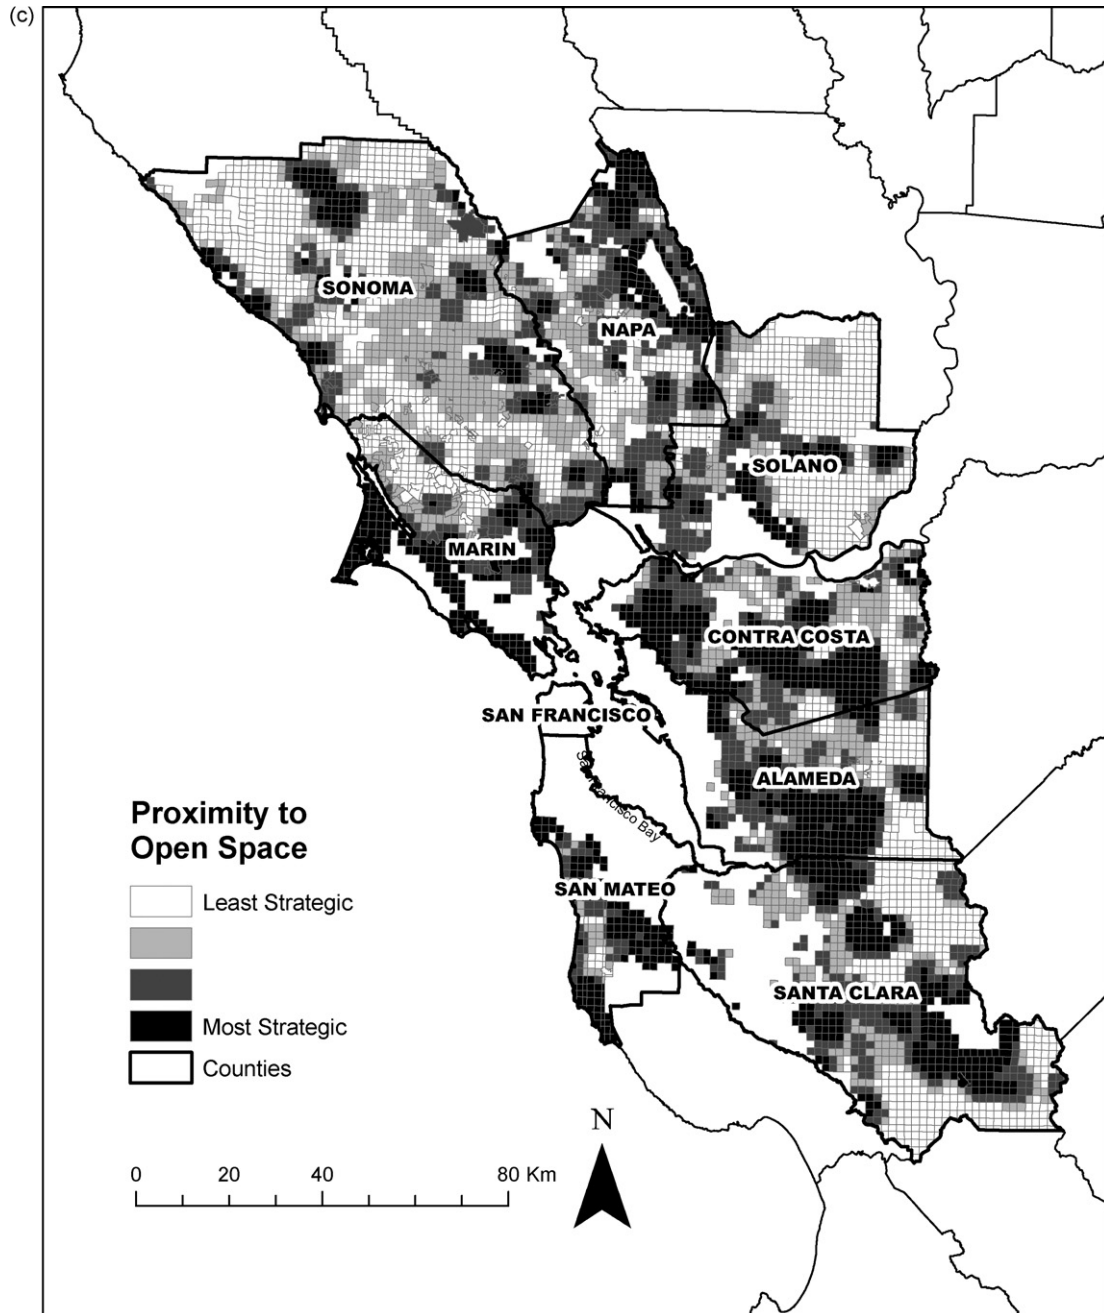 (c)
SONOMA
NAPA
SOLANO
MARIN
CONTRA COSTA
SAN FRANCISCO
ALAMEDA
San Francisco Bay
SAN MATEO
SANTA CLARA
Proximity to
Open Space
Least Strategic
Most Strategic
Counties
N
0 20 40 80 Km